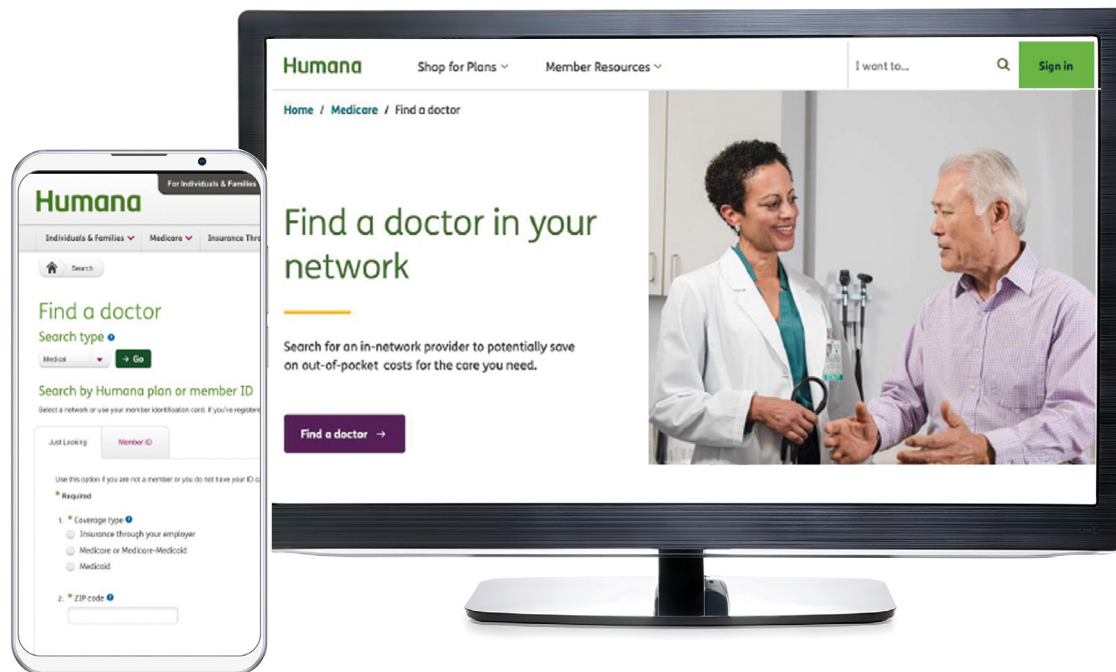 Humana
Shop for Plans
Member Resources
I want to...
Sign in
Home / Medicare / Find a doctor
Find a doctor in your
network
Search for an in-network provider to potentially save
on out-of-pocket costs for the care you need.
Find a doctor →
For Individuals & Families
Humana
Individuals & Families
Medicare
Insurance Thro
Search
Find a doctor
Search type
Medical
→ Go
Search by Humana plan or member ID
Select a network or use your member identification card. If you've registere
Just Looking
Member ID
Use this option if you are not a member or you do not have your ID ca
* Required
1. * Coverage type
Insurance through your employer
Medicare or Medicare-Medicaid
Medicaid
2. * ZIP code